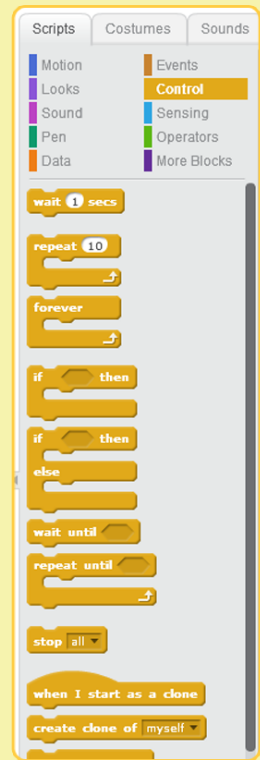 Scripts Costumes Sounds
Motion Events
Looks Control
Sound Sensing
Pen Operators
Data More Blocks
wait 1 secs
repeat 10
forever
if then
if then
else
wait until
repeat until
stop all
when I start as a clone
create clone of myself